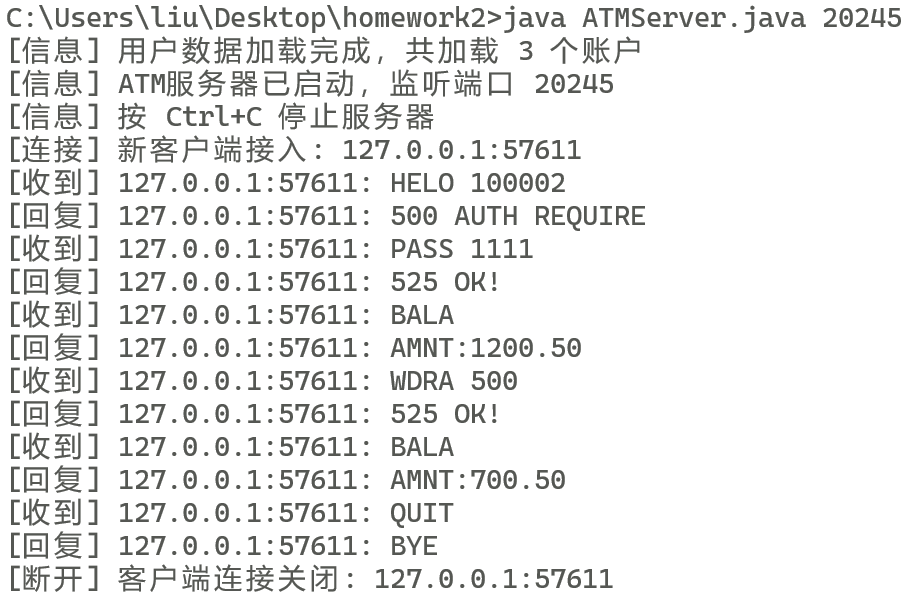 C:\Users\liu\Desktop\homework2>java ATMServer.java 20245
[信息] 用户数据加载完成，共加载 3 个账户
[信息] ATM服务器已启动，监听端口 20245
[信息] 按 Ctrl+C 停止服务器
[连接] 新客户端接入: 127.0.0.1:57611
[收到] 127.0.0.1:57611: HELO 100002
[回复] 127.0.0.1:57611: 500 AUTH REQUIRE
[收到] 127.0.0.1:57611: PASS 1111
[回复] 127.0.0.1:57611: 525 OK!
[收到] 127.0.0.1:57611: BALA
[回复] 127.0.0.1:57611: AMNT:1200.50
[收到] 127.0.0.1:57611: WDRA 500
[回复] 127.0.0.1:57611: 525 OK!
[收到] 127.0.0.1:57611: BALA
[回复] 127.0.0.1:57611: AMNT:700.50
[收到] 127.0.0.1:57611: QUIT
[回复] 127.0.0.1:57611: BYE
[断开] 客户端连接关闭: 127.0.0.1:57611